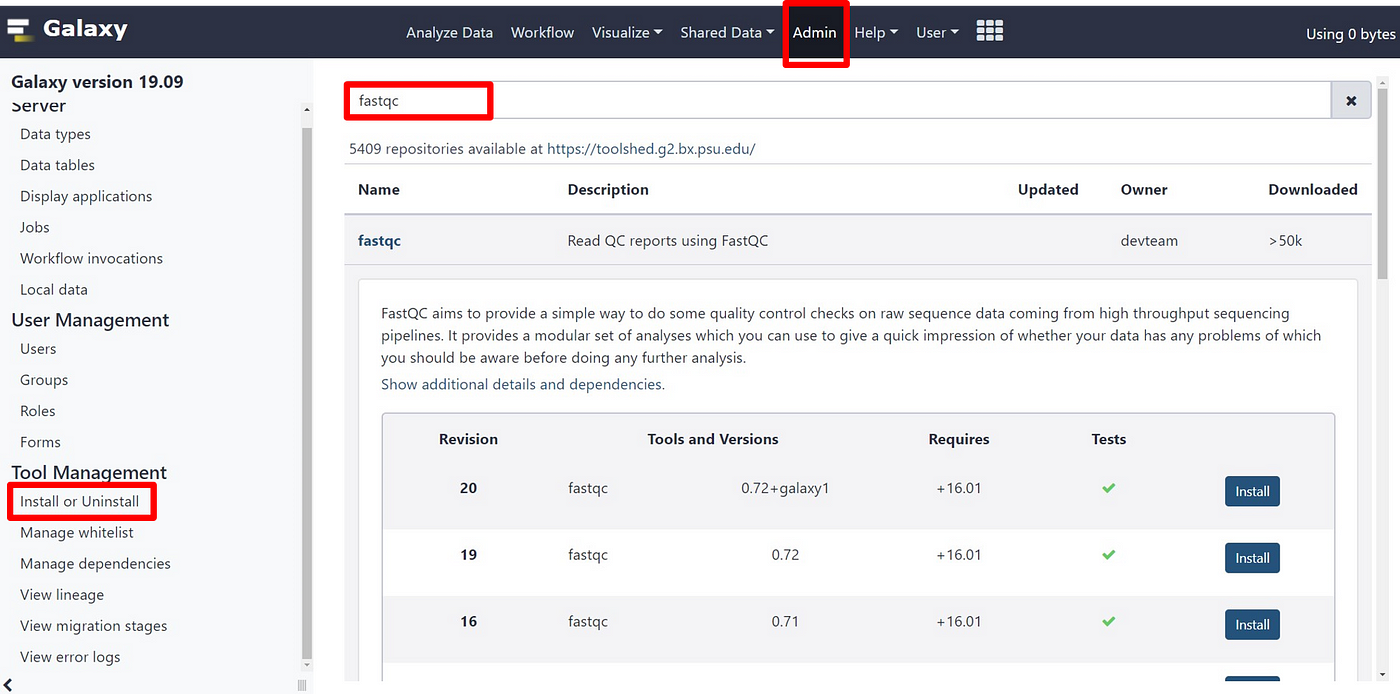 Galaxy
Analyze Data Workflow Visualize Shared Data Admin Help User
Using 0 bytes
Galaxy version 19.09
Server
Data types
Data tables
Display applications
Jobs
Workflow invocations
Local data
User Management
Users
Groups
Roles
Forms
Tool Management
Install or Uninstall
Manage whitelist
Manage dependencies
View lineage
View migration stages
View error logs
fastqc
5409 repositories available at https://toolshed.g2.bx.psu.edu/
Name Description Updated Owner Downloaded
fastqc Read QC reports using FastQC devteam >50k
FastQC aims to provide a simple way to do some quality control checks on raw sequence data coming from high throughput sequencing
pipelines. It provides a modular set of analyses which you can use to give a quick impression of whether your data has any problems of which
you should be aware before doing any further analysis.
Show additional details and dependencies.
Revision Tools and Versions Requires Tests
20 fastqc 0.72+galaxy1 +16.01 Install
19 fastqc 0.72 +16.01 Install
16 fastqc 0.71 +16.01 Install